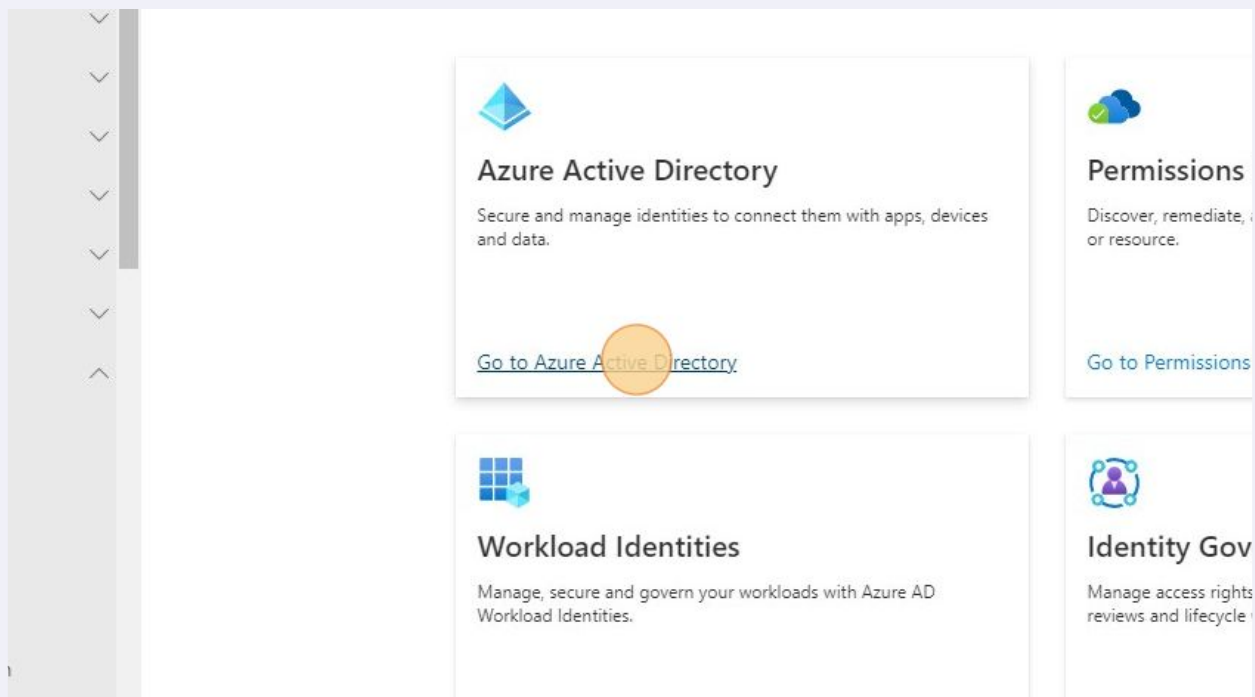 Azure Active Directory
Secure and manage identities to connect them with apps, devices
and data.
Go to Azure Active Directory
Permissions
Discover, remediate,
or resource.
Go to Permissions
Workload Identities
Manage, secure and govern your workloads with Azure AD
Workload Identities.
Identity Gov
Manage access rights
reviews and lifecycle